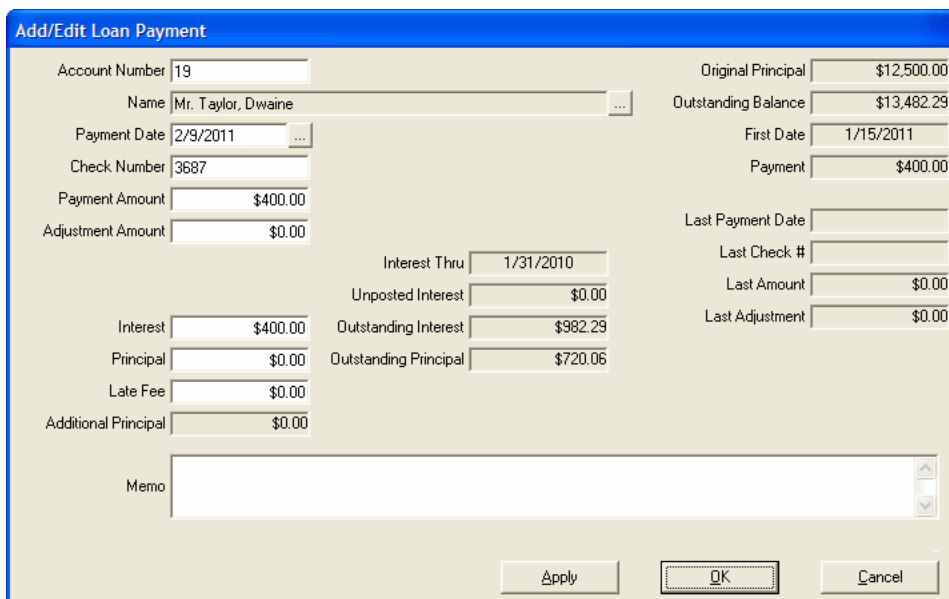 Add/Edit Loan Payment
Account Number 19
Original Principal $12,500.00
Name Mr. Taylor, Dwaine ...
Outstanding Balance $13,482.29
Payment Date 2/9/2011 ...
First Date 1/15/2011
Check Number 3687
Payment $400.00
Payment Amount $400.00
Last Payment Date
Adjustment Amount $0.00
Last Check #
Interest Thru 1/31/2010
Last Amount $0.00
Unposted Interest $0.00
Last Adjustment $0.00
Interest $400.00
Outstanding Interest $982.29
Principal $0.00
Outstanding Principal $720.06
Late Fee $0.00
Additional Principal $0.00
Memo
Apply
OK
Cancel